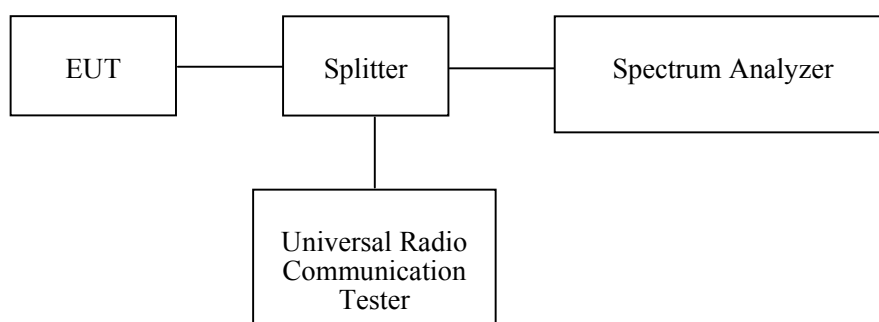 EUT
Splitter
Spectrum Analyzer
Universal Radio
Communication
Tester